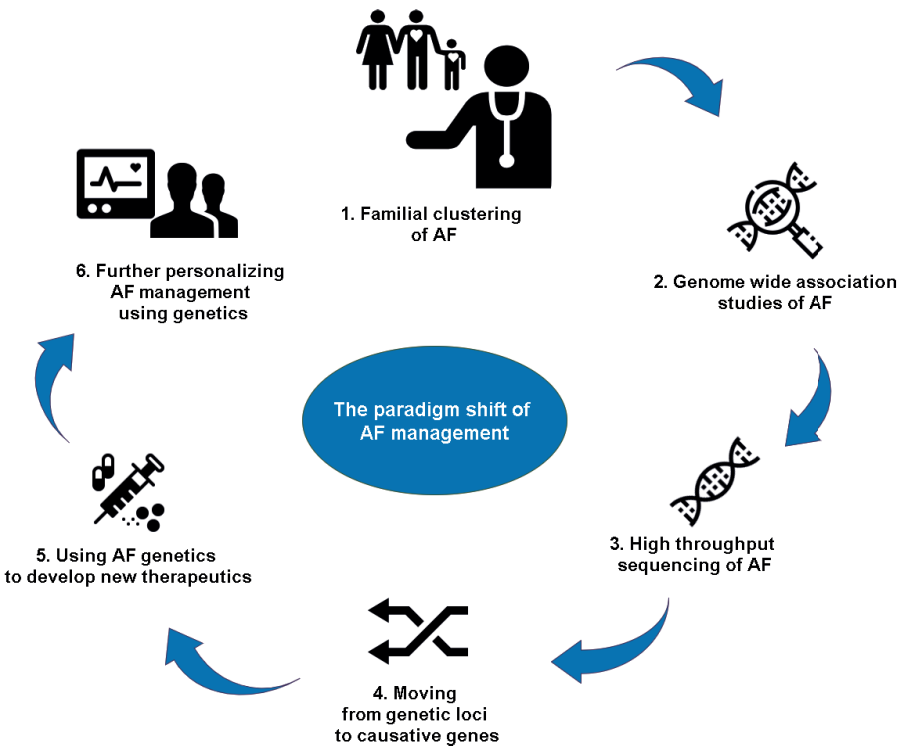 1. Familial clustering
of AF
2. Genome wide association
studies of AF
3. High throughput
sequencing of AF
4. Moving
from genetic loci
to causative genes
5. Using AF genetics
to develop new therapeutics
6. Further personalizing
AF management
using genetics
The paradigm shift of
AF management